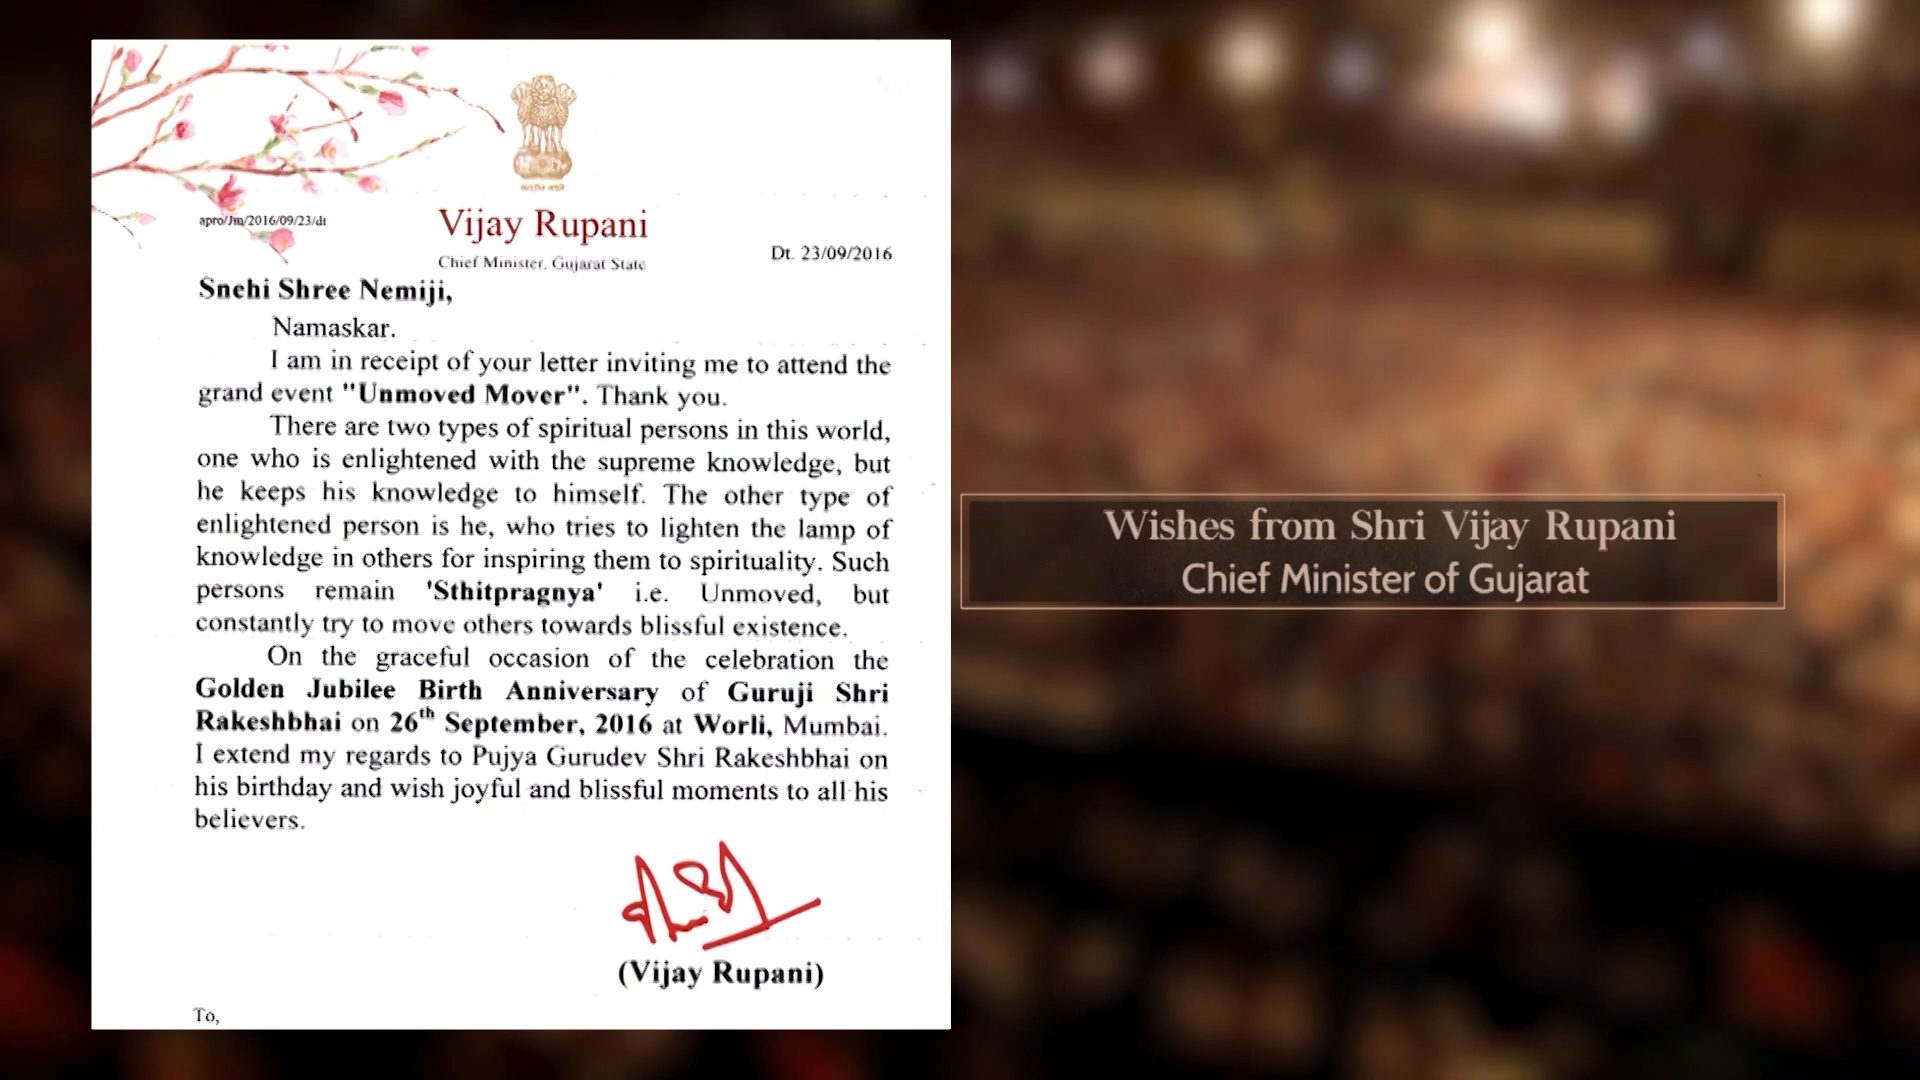 apro/Jm/2016/09/23/dt
Vijay Rupani
Chief Minister, Gujarat State
Dt. 23/09/2016
Snehi Shree Nemiji,
Namaskar.
I am in receipt of your letter inviting me to attend the
grand event "Unmoved Mover". Thank you.
There are two types of spiritual persons in this world,
one who is enlightened with the supreme knowledge, but
he keeps his knowledge to himself. The other type of
enlightened person is he, who tries to lighten the lamp of
knowledge in others for inspiring them to spirituality. Such
persons remain 'Sthitpragnya' i.e. Unmoved, but
constantly try to move others towards blissful existence.
On the graceful occasion of the celebration the
Golden Jubilee Birth Anniversary of Guruji Shri
Rakeshbhai on 26th September, 2016 at Worli, Mumbai.
I extend my regards to Pujya Gurudev Shri Rakeshbhai on
his birthday and wish joyful and blissful moments to all his
believers.
(Vijay Rupani)
To,
Wishes from Shri Vijay Rupani
Chief Minister of Gujarat